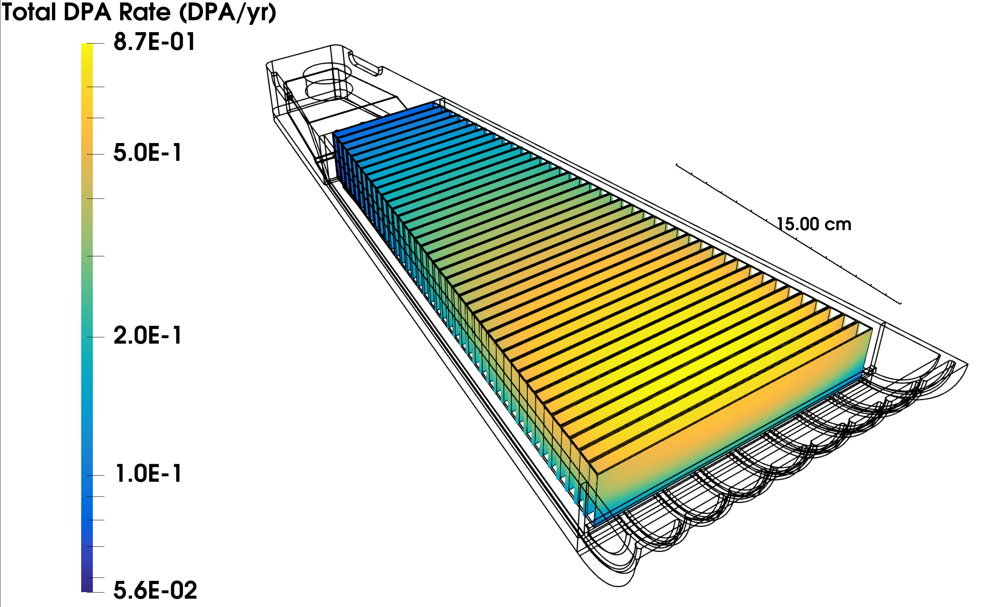 Total DPA Rate (DPA/yr)
8.7E-01
5.0E-1
2.0E-1
1.0E-1
5.6E-02
15.00 cm